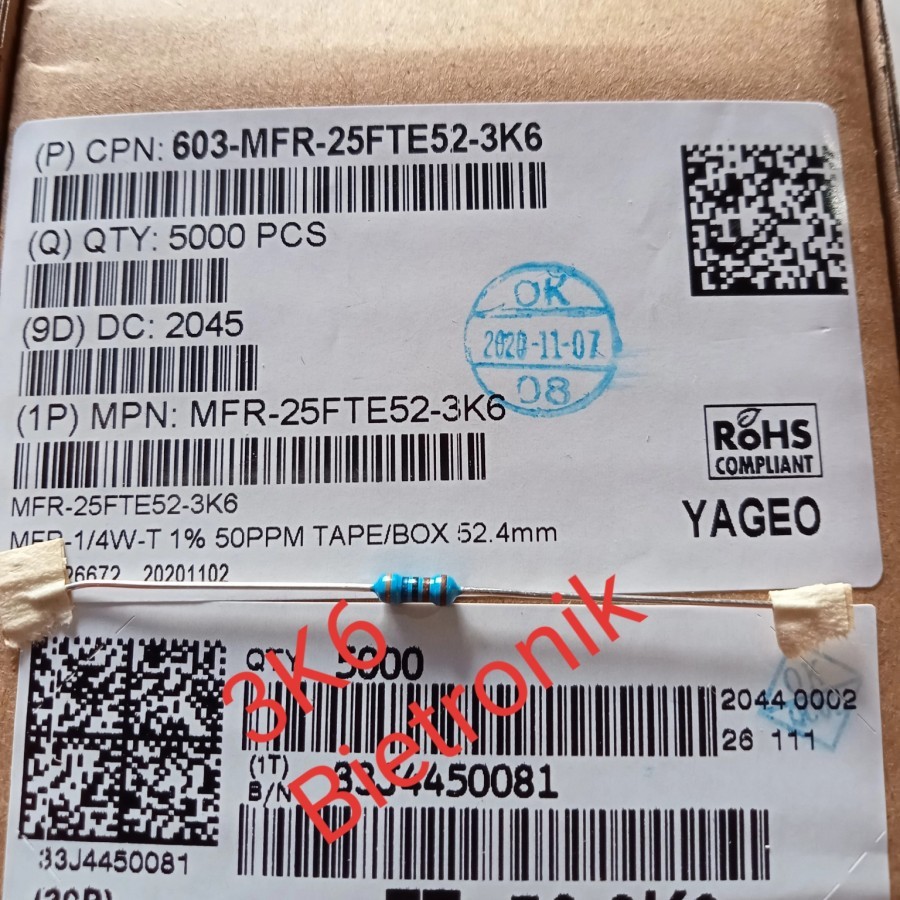 (P) CPN: 603-MFR-25FTE52-3K6
(Q) QTY: 5000 PCS
(9D) DC: 2045
OK
2020-11-07
08
(1P) MPN: MFR-25FTE52-3K6
RoHS
COMPLIANT
MFR-25FTE52-3K6
YAGEO
MFR-1/4W-T 1% 50PPM TAPE/BOX 52.4mm
26672 20201102
3K6
Bietronik
QTY 5000
2044 0002
26 111
(1T)
B/N 33J4450081
33J4450081